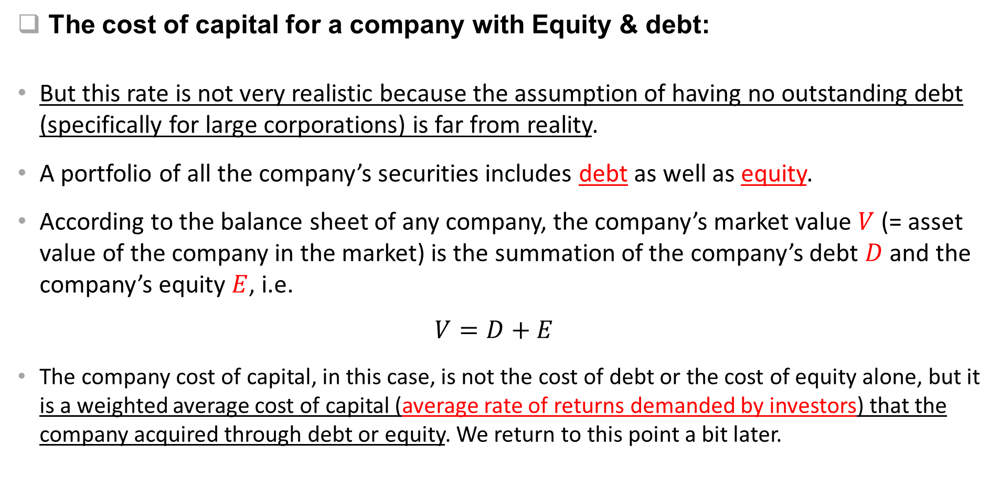 ❑ The cost of capital for a company with Equity & debt:
• But this rate is not very realistic because the assumption of having no outstanding debt
(specifically for large corporations) is far from reality.
• A portfolio of all the company’s securities includes debt as well as equity.
• According to the balance sheet of any company, the company’s market value V (= asset
value of the company in the market) is the summation of the company’s debt D and the
company’s equity E, i.e.
V = D + E
• The company cost of capital, in this case, is not the cost of debt or the cost of equity alone, but it
is a weighted average cost of capital (average rate of returns demanded by investors) that the
company acquired through debt or equity. We return to this point a bit later.